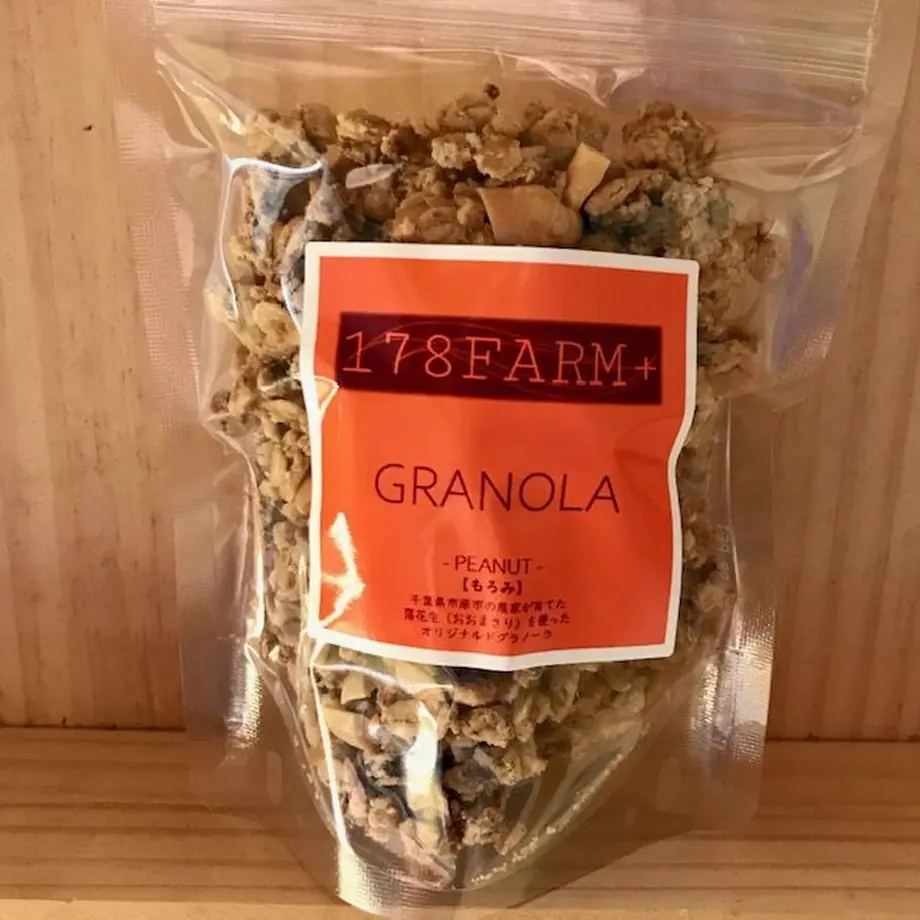 178FARM+
GRANOLA
- PEANUT -
【もろみ】
千葉県市原市の農家が育てた
落花生（おおまさり）を使った
オリジナルドグラノーラ